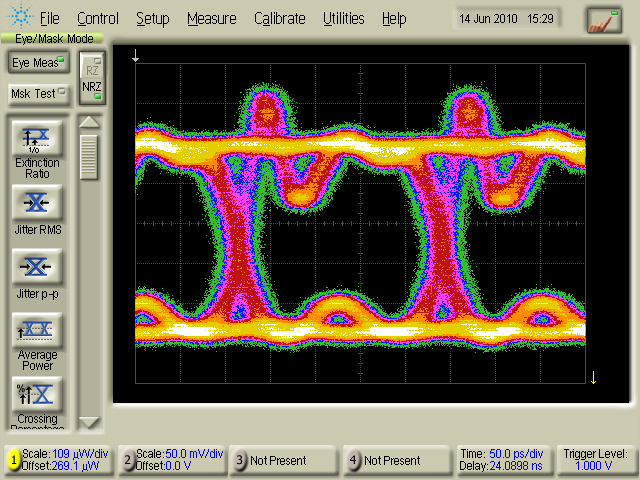 File Control Setup Measure Calibrate Utilities Help 14 Jun 2010 15:29
Eye/Mask Mode
Eye Meas
RZ
NRZ
Msk Test
1/0
Extinction
Ratio
Jitter RMS
Jitter p-p
Average
Power
%
Crossing
Percentage
1 Scale:109 µW/div
Offset:269.1 µW
2 Scale:50.0 mV/div
Offset:0.0 V
3 Not Present
4 Not Present
Time: 50.0 ps/div
Delay:24.0898 ns
Trigger Level:
1.000 V